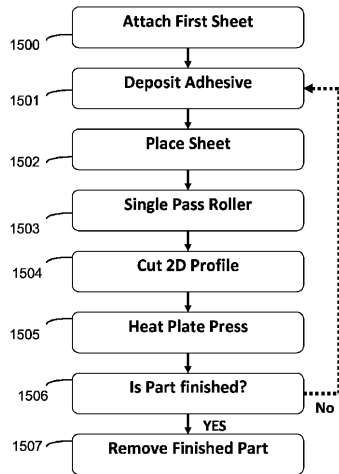 Attach First Sheet
1500
Deposit Adhesive
1501
Place Sheet
1502
Single Pass Roller
1503
Cut 2D Profile
1504
Heat Plate Press
1505
Is Part finished?
1506
No
YES
Remove Finished Part
1507